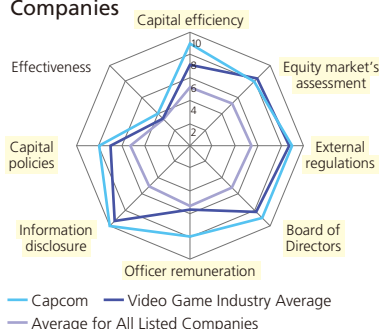 Companies
Capital efficiency
10
8
6
4
2
Effectiveness
Equity market's
assessment
Capital
policies
External
regulations
Information
disclosure
Board of
Directors
Officer remuneration
Capcom
Video Game Industry Average
Average for All Listed Companies